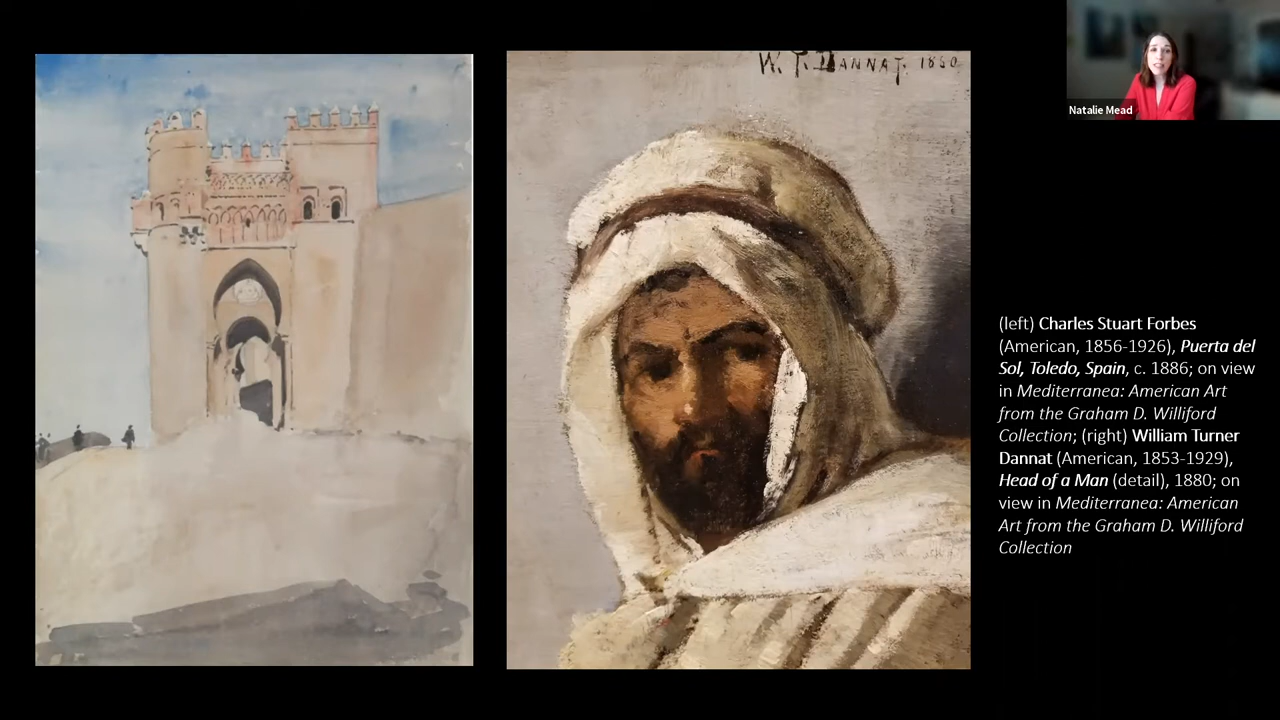 W. T. DANNAT. 1880.
Natalie Mead
(left) Charles Stuart Forbes
(American, 1856-1926), Puerta del
Sol, Toledo, Spain, c. 1886; on view
in Mediterranea: American Art
from the Graham D. Williford
Collection; (right) William Turner
Dannat (American, 1853-1929),
Head of a Man (detail), 1880; on
view in Mediterranea: American
Art from the Graham D. Williford
Collection